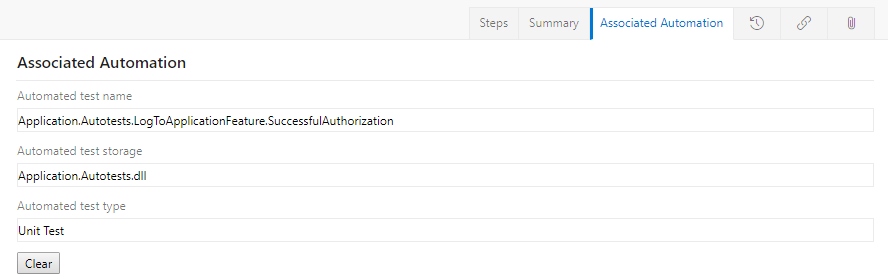 Steps Summary Associated Automation
Associated Automation
Automated test name
Application.Autotests.LogToApplicationFeature.SuccessfulAuthorization
Automated test storage
Application.Autotests.dll
Automated test type
Unit Test
Clear